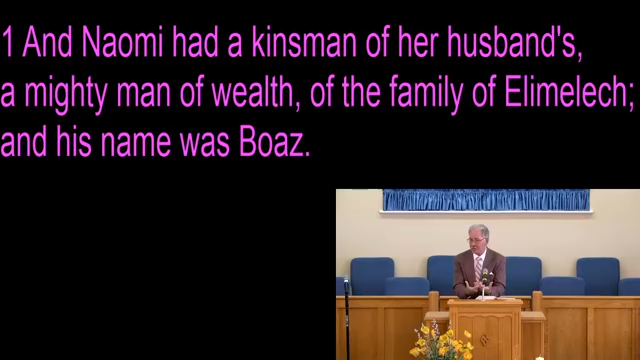 1 And Naomi had a kinsman of her husband's,
a mighty man of wealth, of the family of Elimelech;
and his name was Boaz.